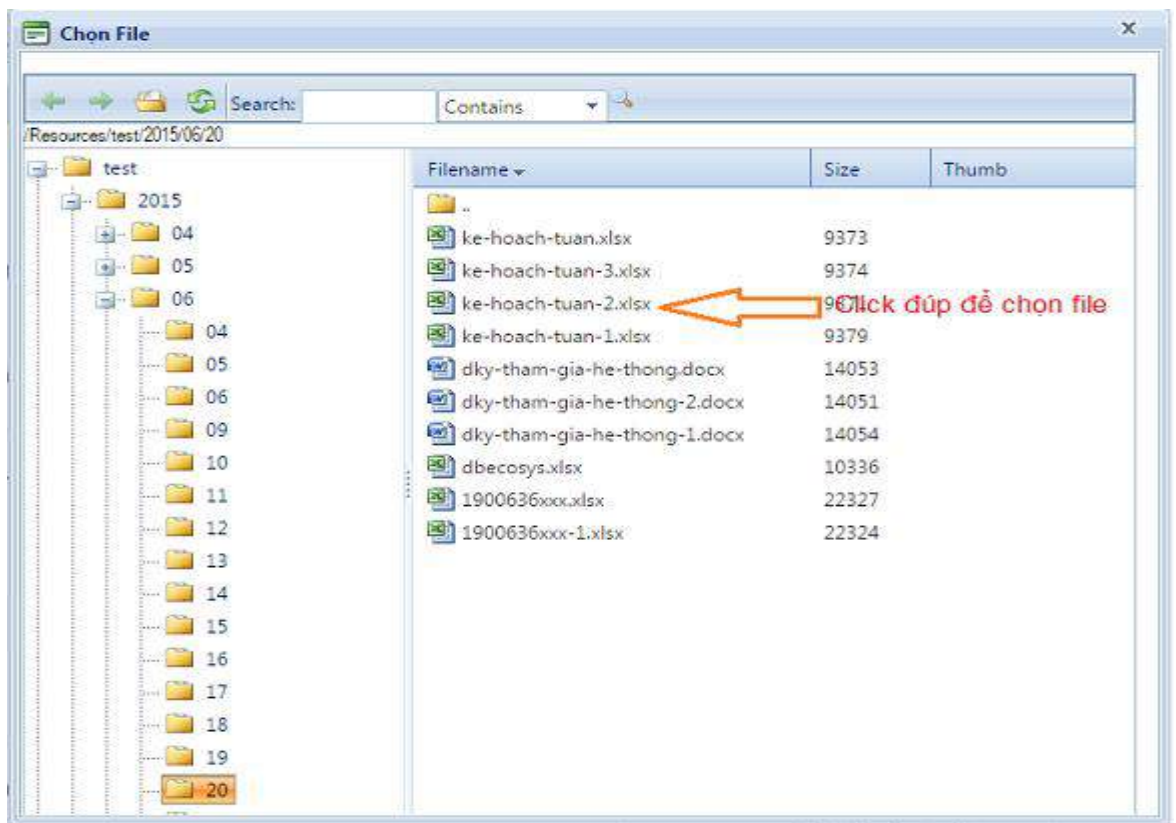 Chọn File
Search: Contains
/Resources/test/2015/06/20
test
2015
04
05
06
04
05
06
09
10
11
12
13
14
15
16
17
18
19
20
Filename Size Thumb
..
ke-hoach-tuan.xlsx 9373
ke-hoach-tuan-3.xlsx 9374
ke-hoach-tuan-2.xlsx Click đúp để chọn file
ke-hoach-tuan-1.xlsx 9379
dky-tham-gia-he-thong.docx 14053
dky-tham-gia-he-thong-2.docx 14051
dky-tham-gia-he-thong-1.docx 14054
dbecosys.xlsx 10336
1900636xxx.xlsx 22327
1900636xxx-1.xlsx 22324